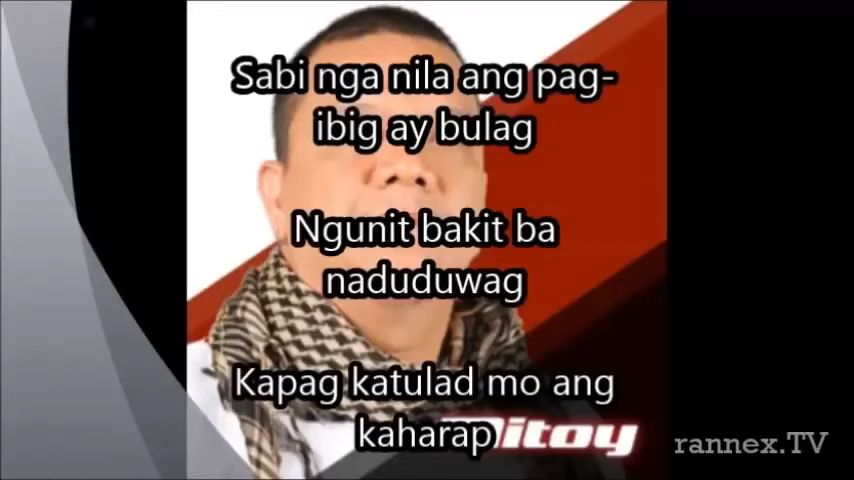 Sabi nga nila ang pag-
ibig ay bulag
Ngunit bakit ba
naduduwag
Kapag katulad mo ang
kaharap
itoy
rannex.TV